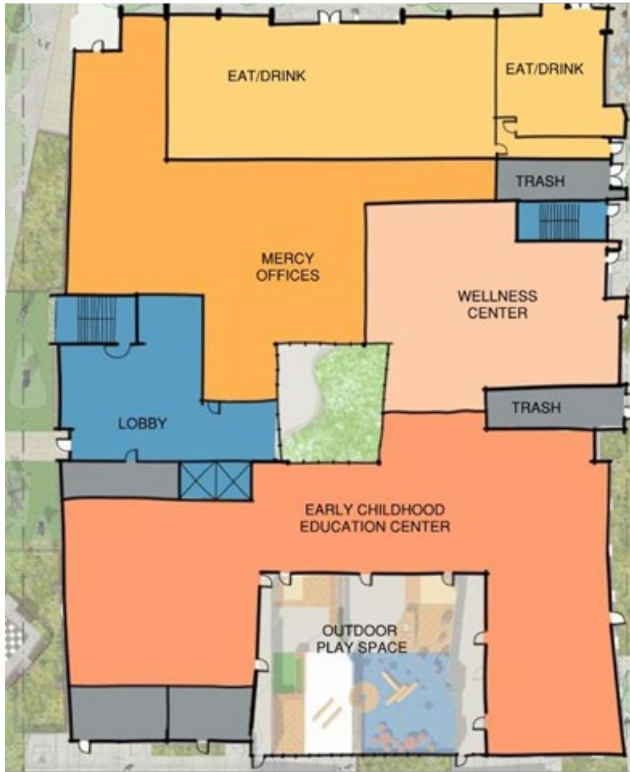 EAT/DRINK
EAT/DRINK
TRASH
MERCY
OFFICES
WELLNESS
CENTER
TRASH
LOBBY
EARLY CHILDHOOD
EDUCATION CENTER
OUTDOOR
PLAY SPACE